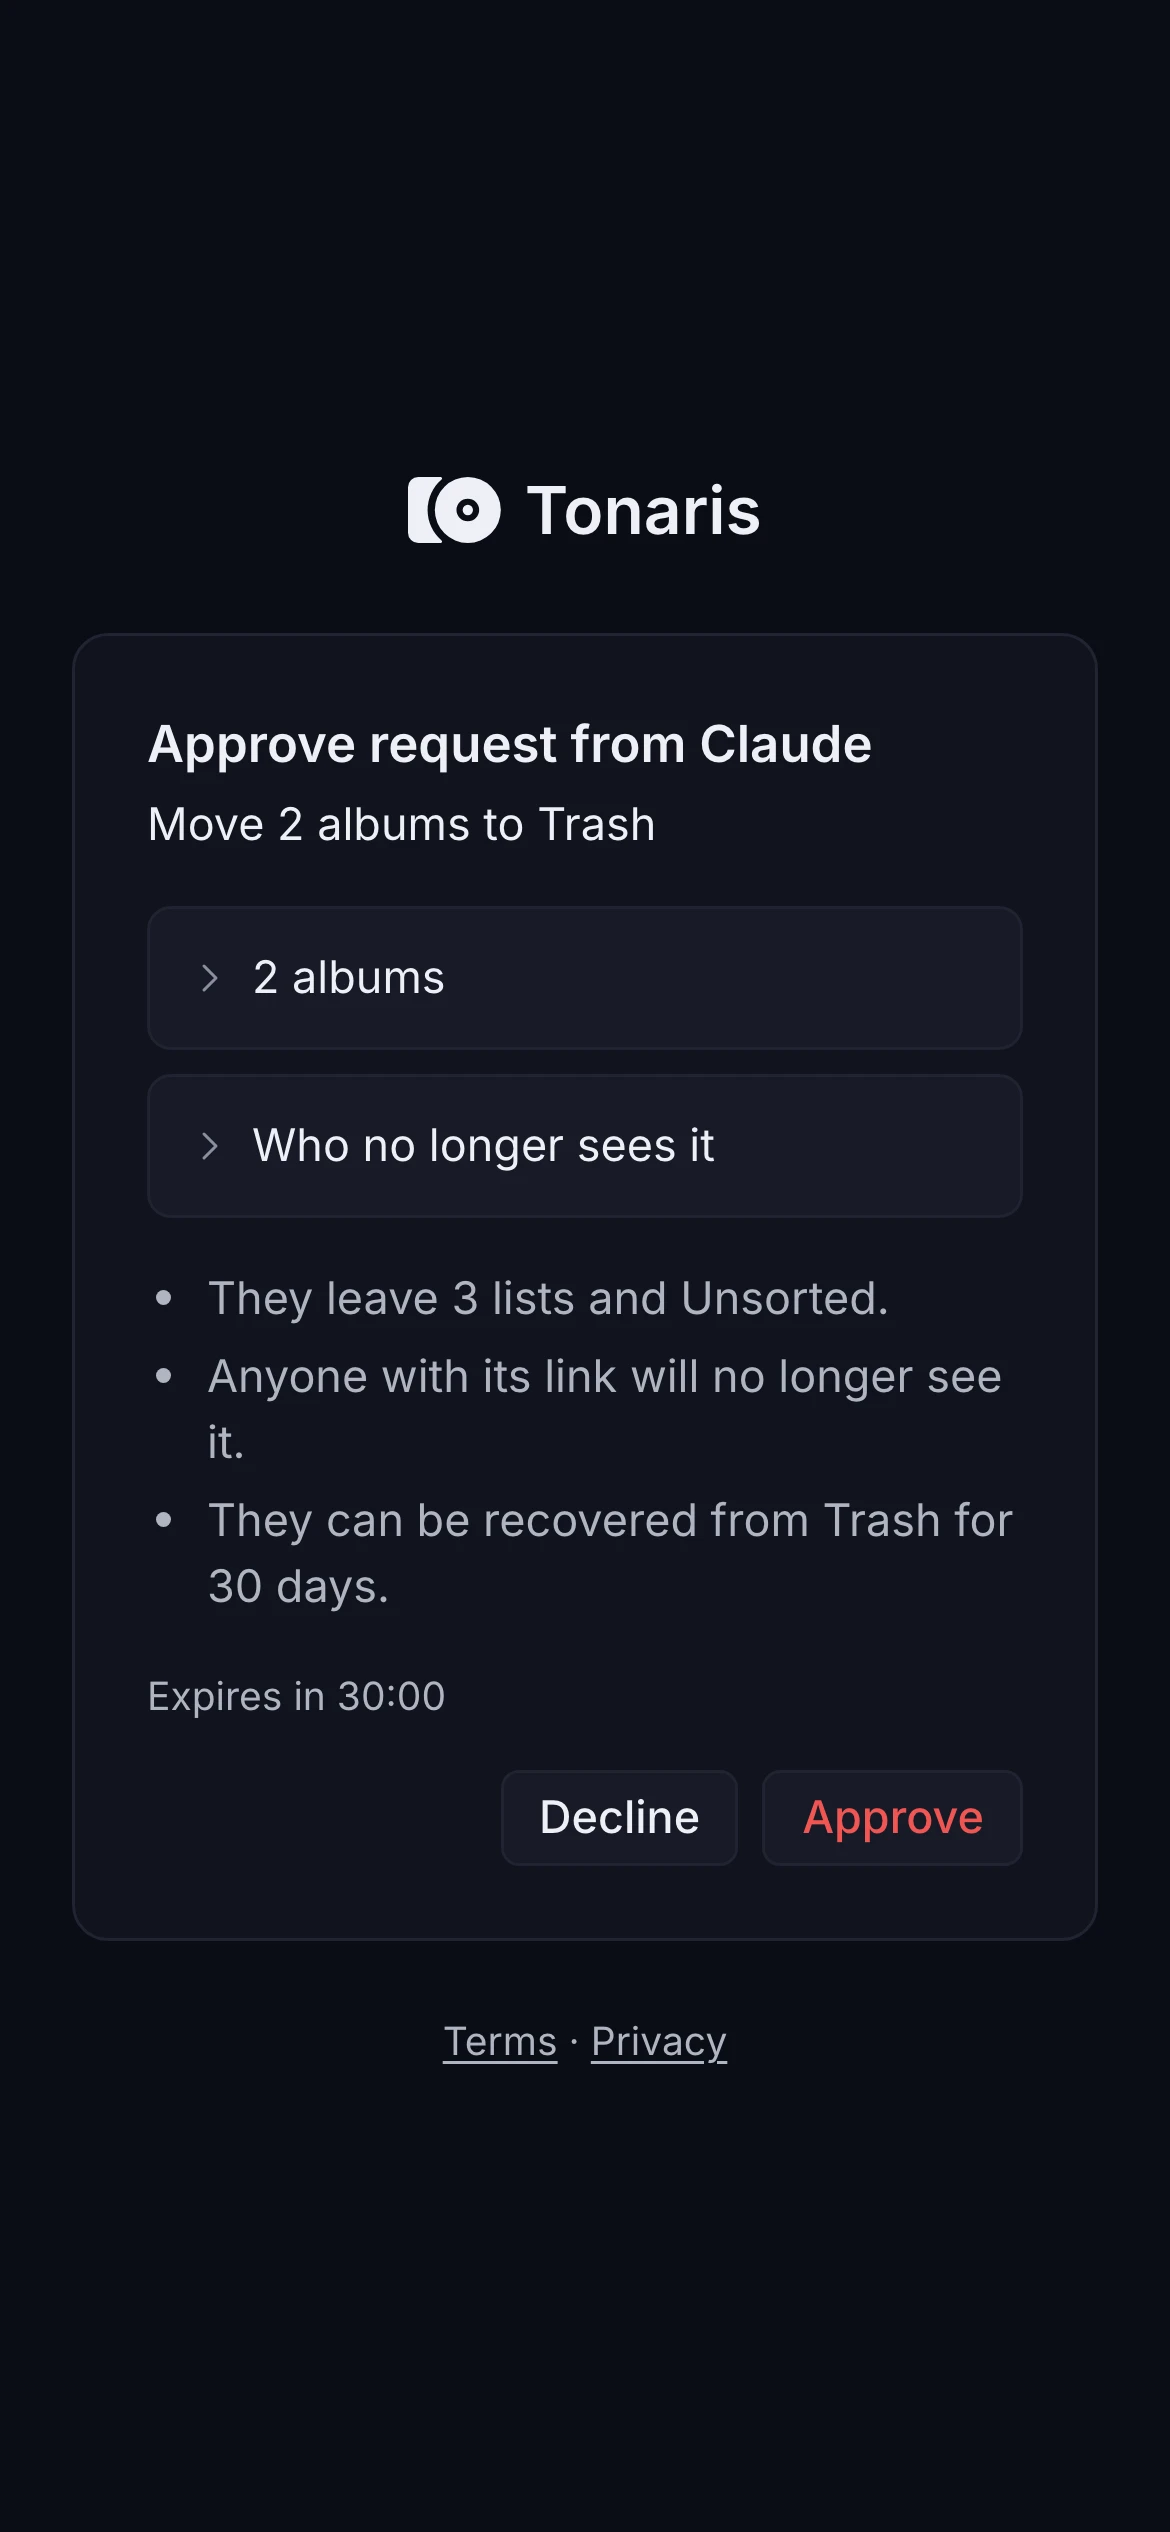 Tonaris
Approve request from Claude
Move 2 albums to Trash
2 albums
Who no longer sees it
• They leave 3 lists and Unsorted.
• Anyone with its link will no longer see
it.
• They can be recovered from Trash for
30 days.
Expires in 30:00
Decline
Approve
Terms · Privacy